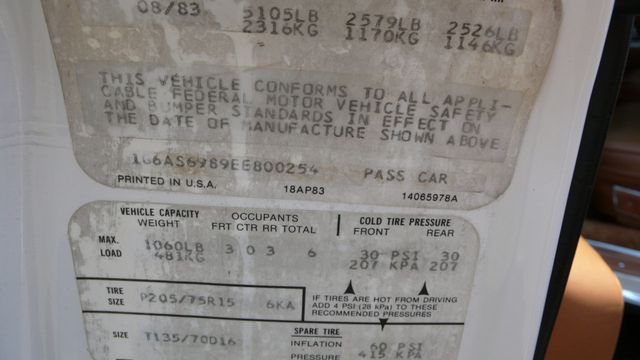 08/83 5105LB 2579LB 2526LB
2316KG 1170KG 1146KG
THIS VEHICLE CONFORMS TO ALL APPLI-
CABLE FEDERAL MOTOR VEHICLE SAFETY
AND BUMPER STANDARDS IN EFFECT ON
THE DATE OF MANUFACTURE SHOWN ABOVE
1G6AS6989EE800254 PASS CAR
PRINTED IN U.S.A. 18AP83 14065978A
VEHICLE CAPACITY OCCUPANTS COLD TIRE PRESSURE
WEIGHT FRT CTR RR TOTAL FRONT REAR
MAX. 1060LB 3 0 3 6 30 PSI 30
LOAD 481KG 207 KPA 207
TIRE SIZE P205/75R15 6KA
IF TIRES ARE HOT FROM DRIVING
ADD 4 PSI (28 kPa) TO THESE
RECOMMENDED PRESSURES
SIZE T135/70D16 SPARE TIRE
INFLATION 60 PSI
PRESSURE 415 KPA